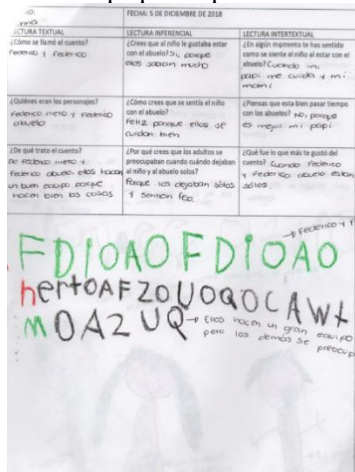 FECHA: 5 DE DICIEMBRE DE 2018
LECTURA TEXTUAL
LECTURA INFERENCIAL
LECTURA INTERTEXTUAL
¿Cómo se llamó el cuento?
Federico y Federico
¿Crees que al niño le gustaba estar
con el abuelo? Si, porque
ellos sabian mucho
¿En algún momento te has sentido
como se siente el niño al estar con el
abuelo? Cuando mi
papi me cuida y mi
mami
¿Quiénes eran los personajes?
Federico nieto y Federico
abuelo
¿Cómo crees que se sentía el niño
con el abuelo?
Feliz porque ellos se
cuidan bien
¿Piensas que esta bien pasar tiempo
con los abuelos? No, porque
es mejor mi papi
¿De qué trato el cuento?
De Federico nieto y
Federico abuelo ellos hacen
un buen equipo porque
hacen bien las cosas
¿Por qué crees que los adultos se
preocupaban cuando cuándo dejaban
al niño y al abuelo solos?
Porque los dejaban solos
y sentían feo
¿Qué fue lo que más te gustó del
cuento? Cuando Federico
y Federico abuelo estan
solos
Federico y F
FDIOAOFDIOAO
hertoAFZOUOQOCAWt
MOAZUQ
Ellos hacen un gran equipo
pero los demás se preocup